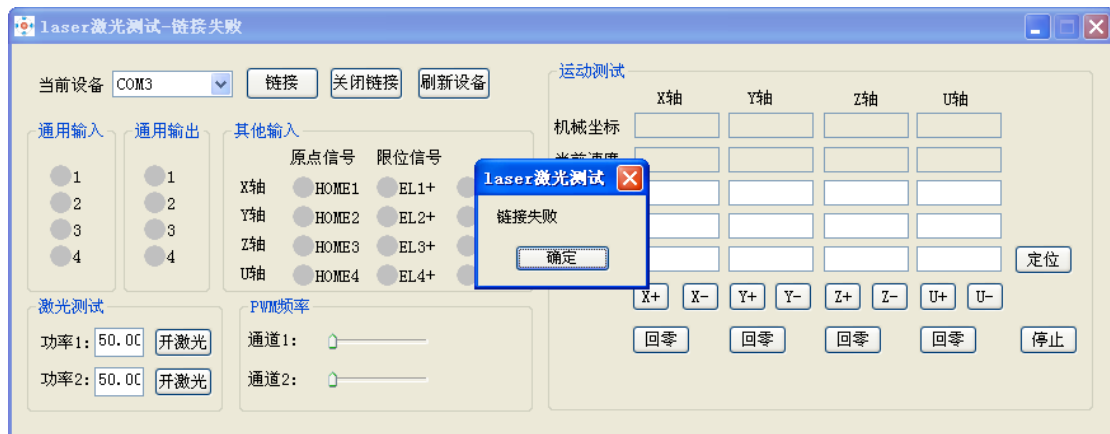 laser激光测试-链接失败
当前设备 COM3 链接 关闭链接 刷新设备
通用输入
1
2
3
4
通用输出
1
2
3
4
其他输入
原点信号 限位信号
X轴 HOME1 EL1+
Y轴 HOME2 EL2+
Z轴 HOME3 EL3+
U轴 HOME4 EL4+
激光测试
功率1: 50.00 开激光
功率2: 50.00 开激光
PWM频率
通道1:
通道2:
laser激光测试
链接失败
确定
运动测试
X轴 Y轴 Z轴 U轴
机械坐标
当前速度
定位
X+ X- Y+ Y- Z+ Z- U+ U-
回零 回零 回零 回零 停止